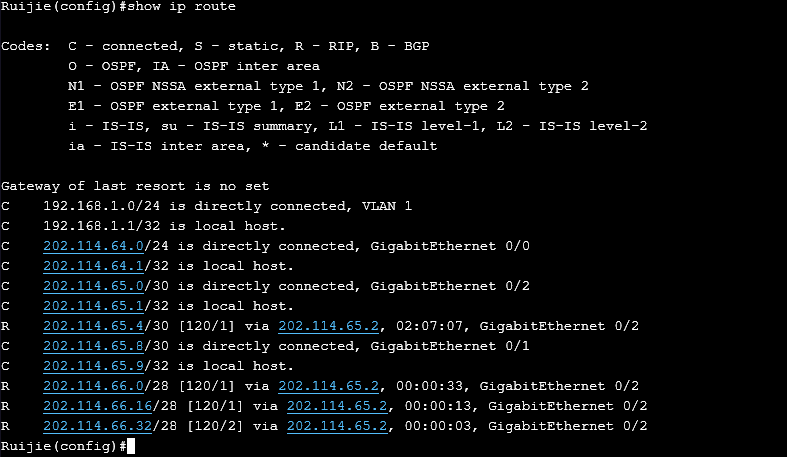 Ruijie(config)#show ip route
Codes:  C - connected, S - static, R - RIP, B - BGP
O - OSPF, IA - OSPF inter area
N1 - OSPF NSSA external type 1, N2 - OSPF NSSA external type 2
E1 - OSPF external type 1, E2 - OSPF external type 2
i - IS-IS, su - IS-IS summary, L1 - IS-IS level-1, L2 - IS-IS level-2
ia - IS-IS inter area, * - candidate default
Gateway of last resort is no set
C    192.168.1.0/24 is directly connected, VLAN 1
C    192.168.1.1/32 is local host.
C    202.114.64.0/24 is directly connected, GigabitEthernet 0/0
C    202.114.64.1/32 is local host.
C    202.114.65.0/30 is directly connected, GigabitEthernet 0/2
C    202.114.65.1/32 is local host.
R    202.114.65.4/30 [120/1] via 202.114.65.2, 02:07:07, GigabitEthernet 0/2
C    202.114.65.8/30 is directly connected, GigabitEthernet 0/1
C    202.114.65.9/32 is local host.
R    202.114.66.0/28 [120/1] via 202.114.65.2, 00:00:33, GigabitEthernet 0/2
R    202.114.66.16/28 [120/1] via 202.114.65.2, 00:00:13, GigabitEthernet 0/2
R    202.114.66.32/28 [120/2] via 202.114.65.2, 00:00:03, GigabitEthernet 0/2
Ruijie(config)#